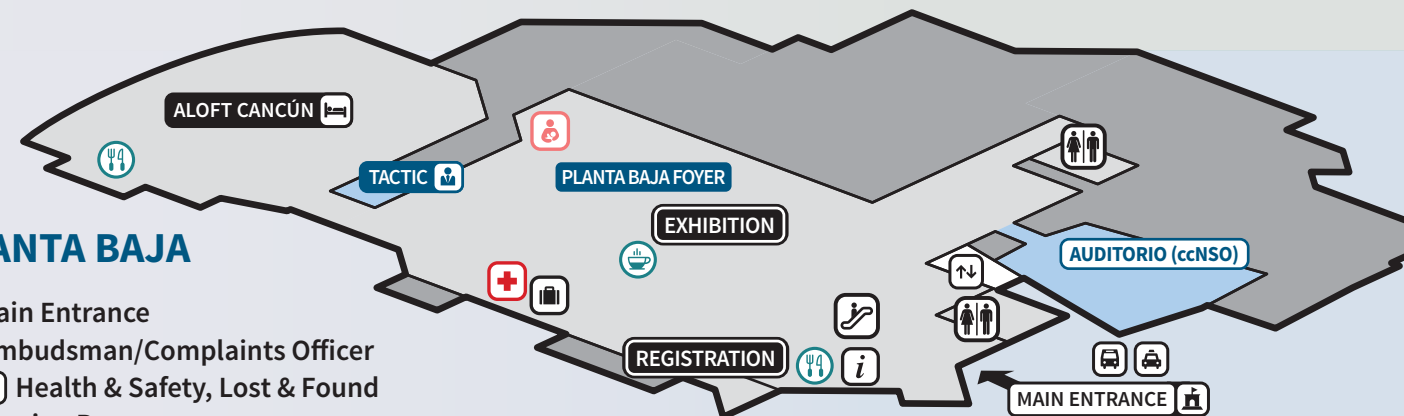 ALOFT CANCÚN
TACTIC
PLANTA BAJA FOYER
EXHIBITION
AUDITORIO (ccNSO)
ANTA BAJA
ain Entrance
mbudsman/Complaints Officer
Health & Safety, Lost & Found
REGISTRATION
i
MAIN ENTRANCE